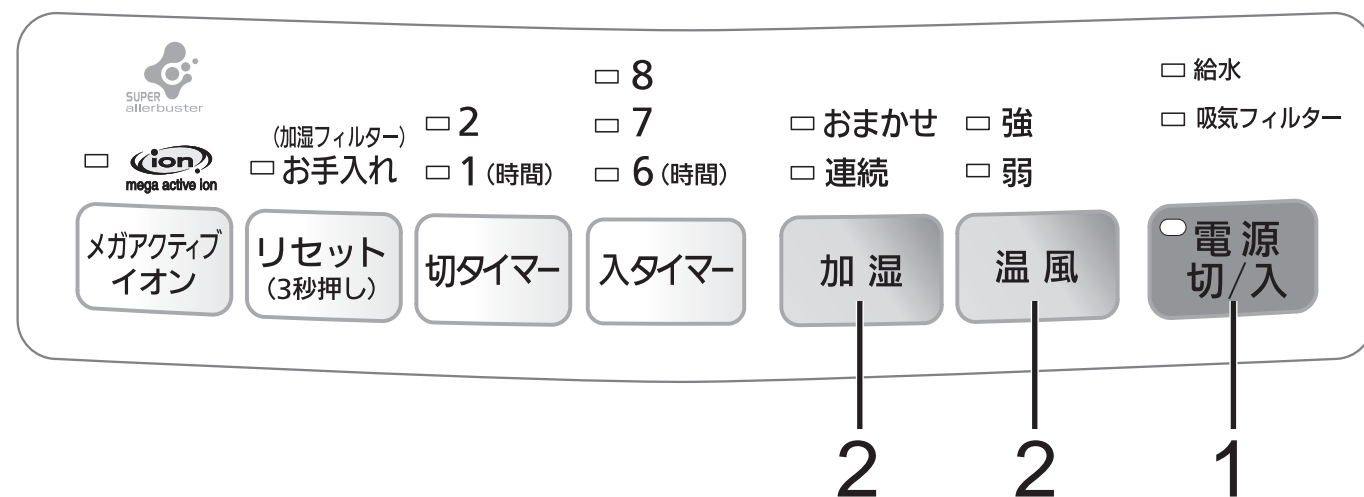 SUPER
allerbuster
ion
mega active ion
メガアクティブ
イオン
(加湿フィルター)
お手入れ
リセット
(3秒押し)
2
1(時間)
切タイマー
8
7
6(時間)
入タイマー
おまかせ
連続
加湿
強
弱
温風
給水
吸気フィルター
電源
切/入
2
2
1